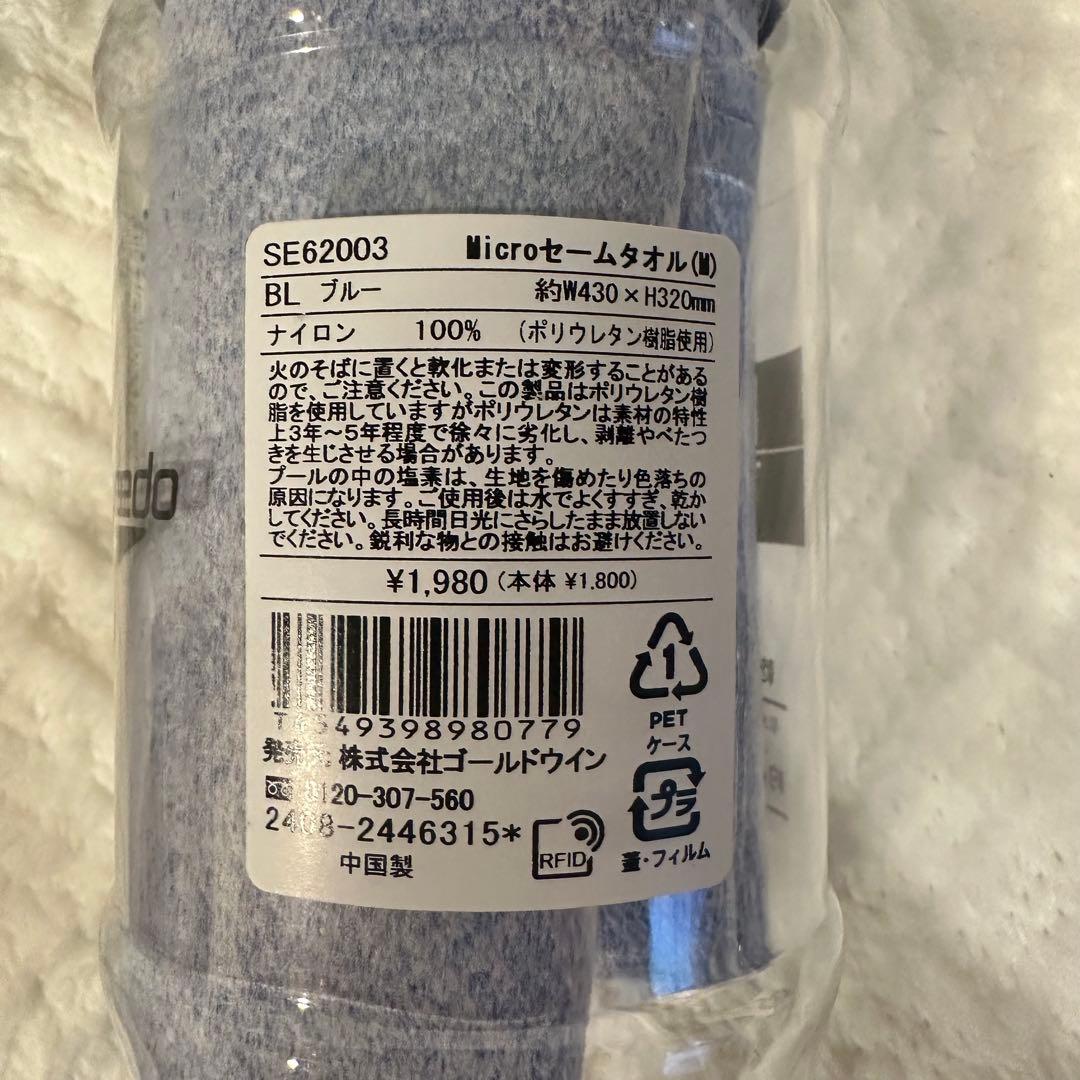 SE62003 Microセームタオル(M)
BL ブルー 約W430×H320mm
ナイロン 100% (ポリウレタン樹脂使用)
火のそばに置くと軟化または変形することがある
ので、ご注意ください。この製品はポリウレタン樹
脂を使用していますがポリウレタンは素材の特性
上3年～5年程度で徐々に劣化し、剥離やべたつ
きを生じさせる場合があります。
プールの中の塩素は、生地を傷めたり色落ちの
原因になります。ご使用後は水でよくすすぎ、乾か
してください。長時間日光にさらしたまま放置しない
でください。鋭利な物との接触はお避けください。
¥1,980 (本体 ¥1,800)
49398980779
株式会社ゴールドウイン
0120-307-560
-2446315*
中国製
RFID
1
PET
ケース
プラ
蓋・フィルム
edo